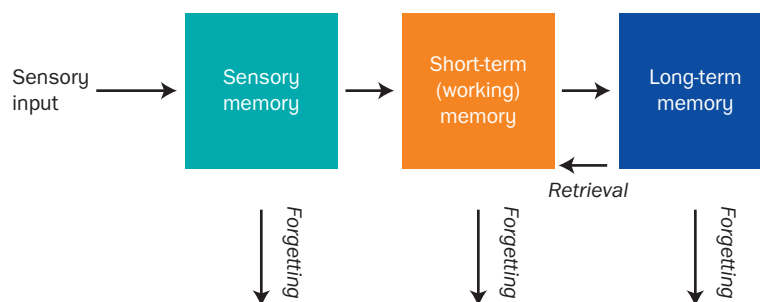 Sensory
input
Sensory
memory
Short-term
(working)
memory
Long-term
memory
Retrieval
Forgetting
Forgetting
Forgetting